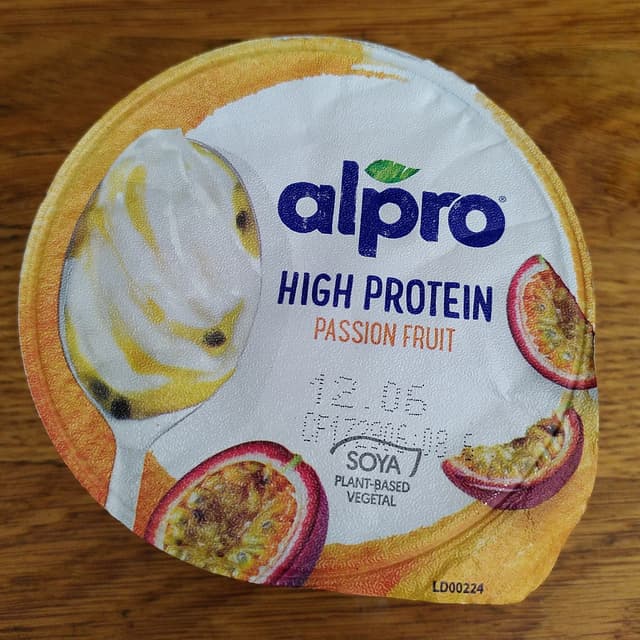 alpro®
HIGH PROTEIN
PASSION FRUIT
12.06
SOYA
PLANT-BASED
VEGETAL
LD00224